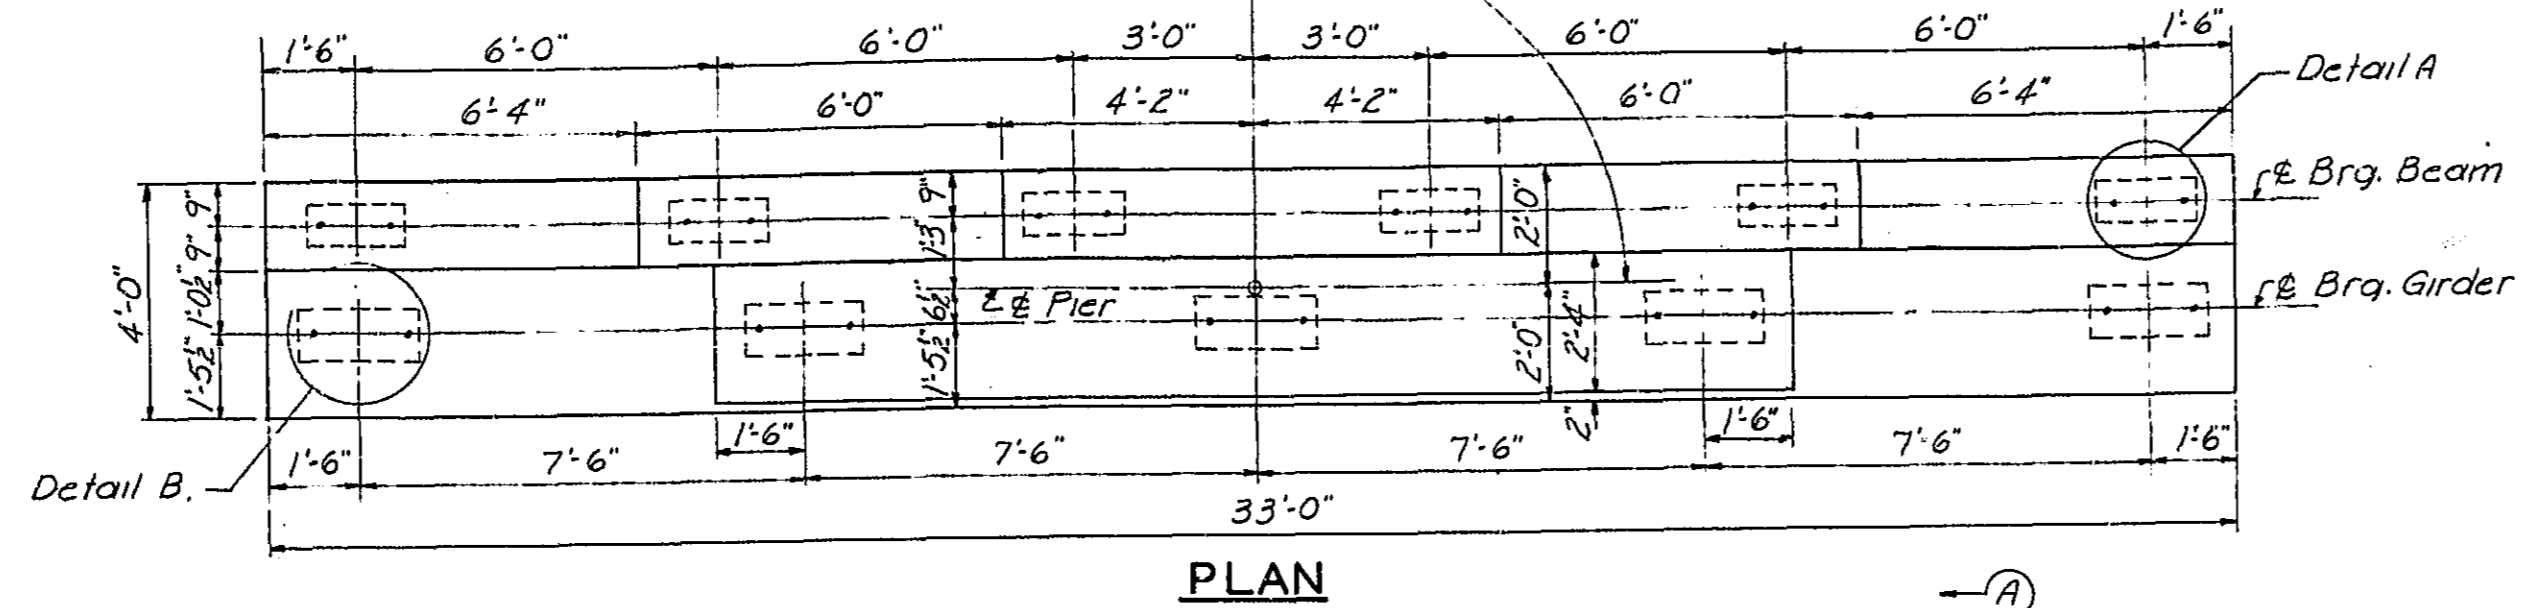 1'-6" 6'-0" 6'-0" 3'-0" 3'-0" 6'-0" 6'-0" 1'-6"
Detail A
6'-4" 6'-0" 4'-2" 4'-2" 6'-0" 6'-4"
4'-0" 9" 9" 1'-0½" 1'-5½"
9" 1'-3" 6½" 1'-5½"
2'-0" 2'-0" 2'-4" 2"
℄ Brg. Beam
℄ Pier
℄ Brg. Girder
1'-6" 1'-6"
Detail B.
1'-6" 7'-6" 7'-6" 7'-6" 7'-6" 1'-6"
33'-0"
PLAN
A